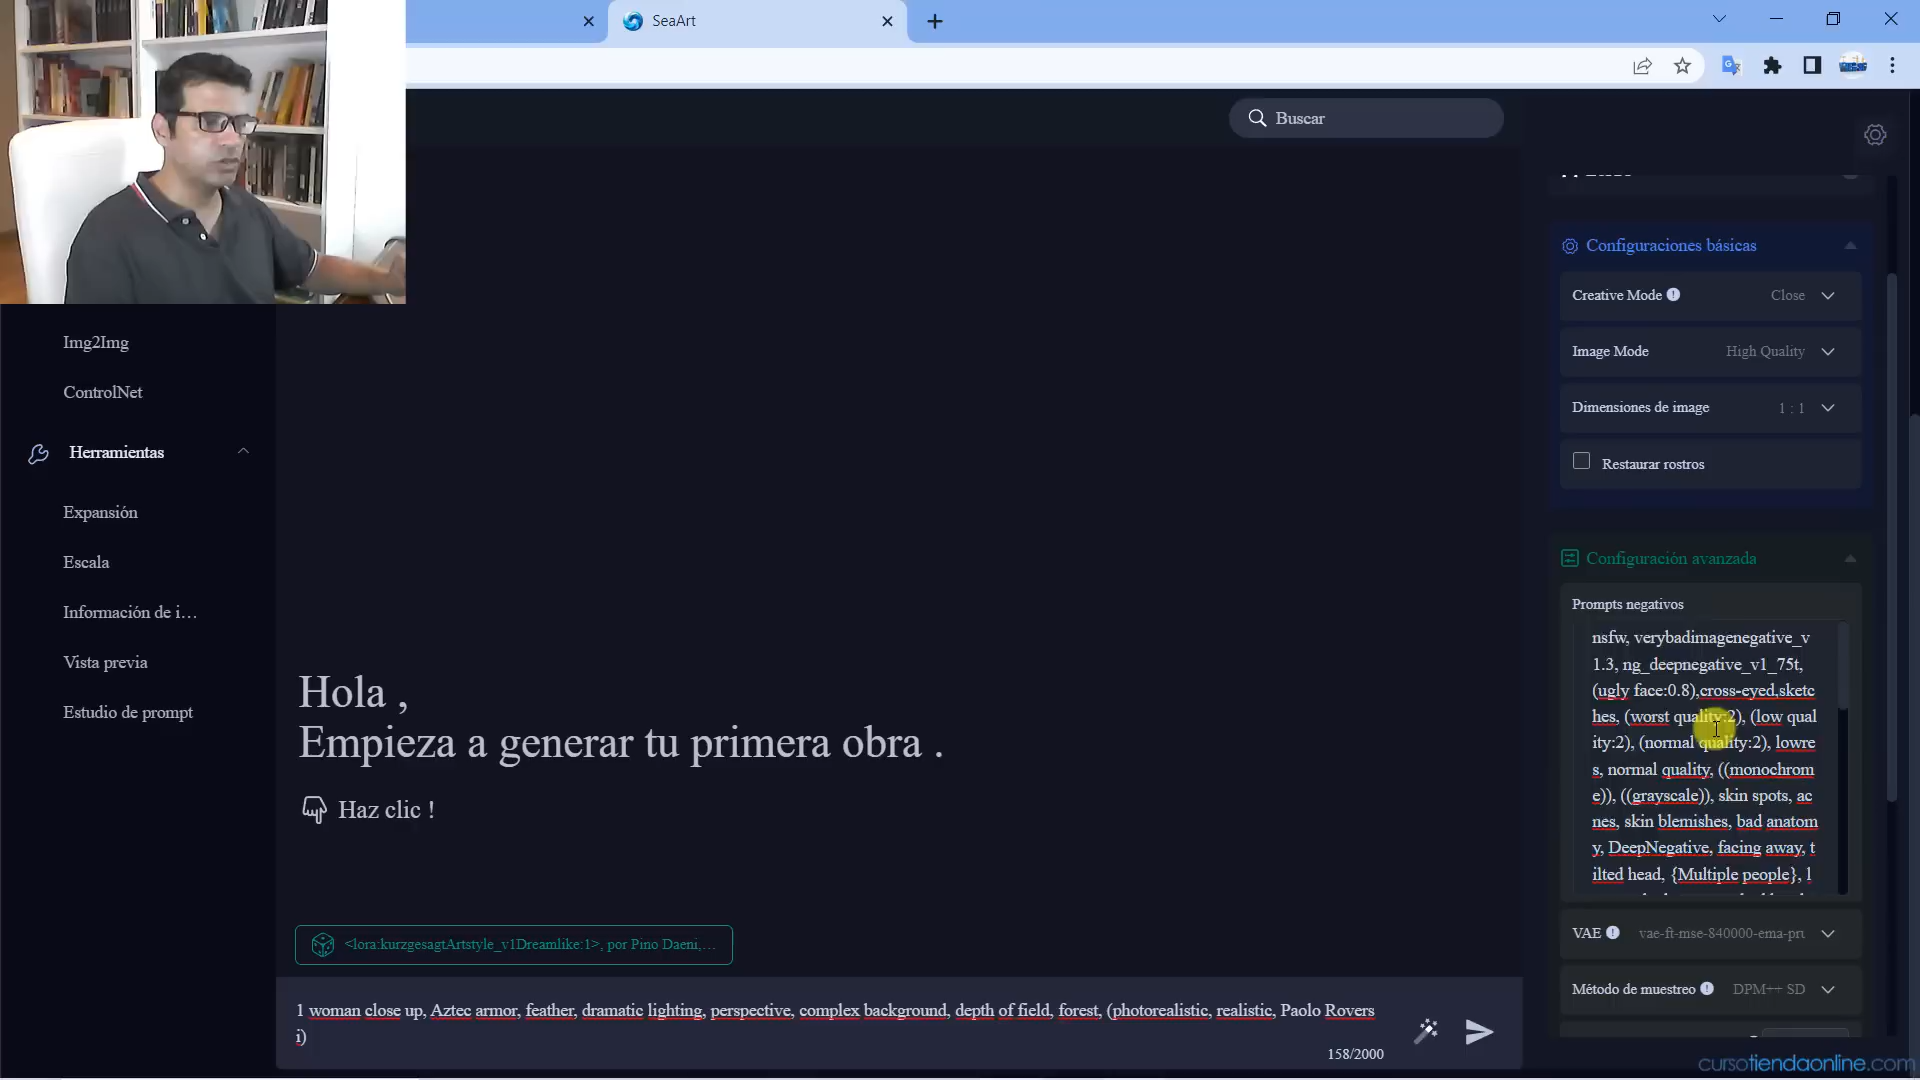 SeaArt
Buscar
Configuraciones básicas
Creative Mode Close
Image Mode High Quality
Dimensiones de image 1 : 1
Restaurar rostros
Configuración avanzada
Prompts negativos
nsfw, verybadimagenegative_v
1.3, ng_deepnegative_v1_75t,
(ugly face:0.8),cross-eyed,sketc
hes, (worst quality:2), (low qual
ity:2), (normal quality:2), lowre
s, normal quality, ((monochrom
e)), ((grayscale)), skin spots, ac
nes, skin blemishes, bad anatom
y, DeepNegative, facing away, t
ilted head, {Multiple people}, l
VAE vae-ft-mse-840000-ema-pru
Método de muestreo DPM++ SD
Img2Img
ControlNet
Herramientas
Expansión
Escala
Información de i…
Vista previa
Estudio de prompt
Hola ,
Empieza a generar tu primera obra .
Haz clic !
<lora:kurzgesagtArtstyle_v1Dreamlike:1>, por Pino Daeni,…
1 woman close up, Aztec armor, feather, dramatic lighting, perspective, complex background, depth of field, forest, (photorealistic, realistic, Paolo Rovers
i)
158/2000
cursotiendaonline.com